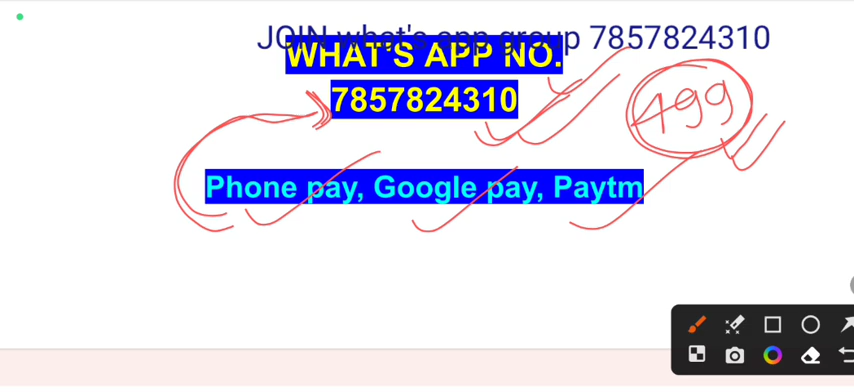 JOIN what's app group 7857824310
WHAT'S APP NO.
7857824310
499
Phone pay, Google pay, Paytm